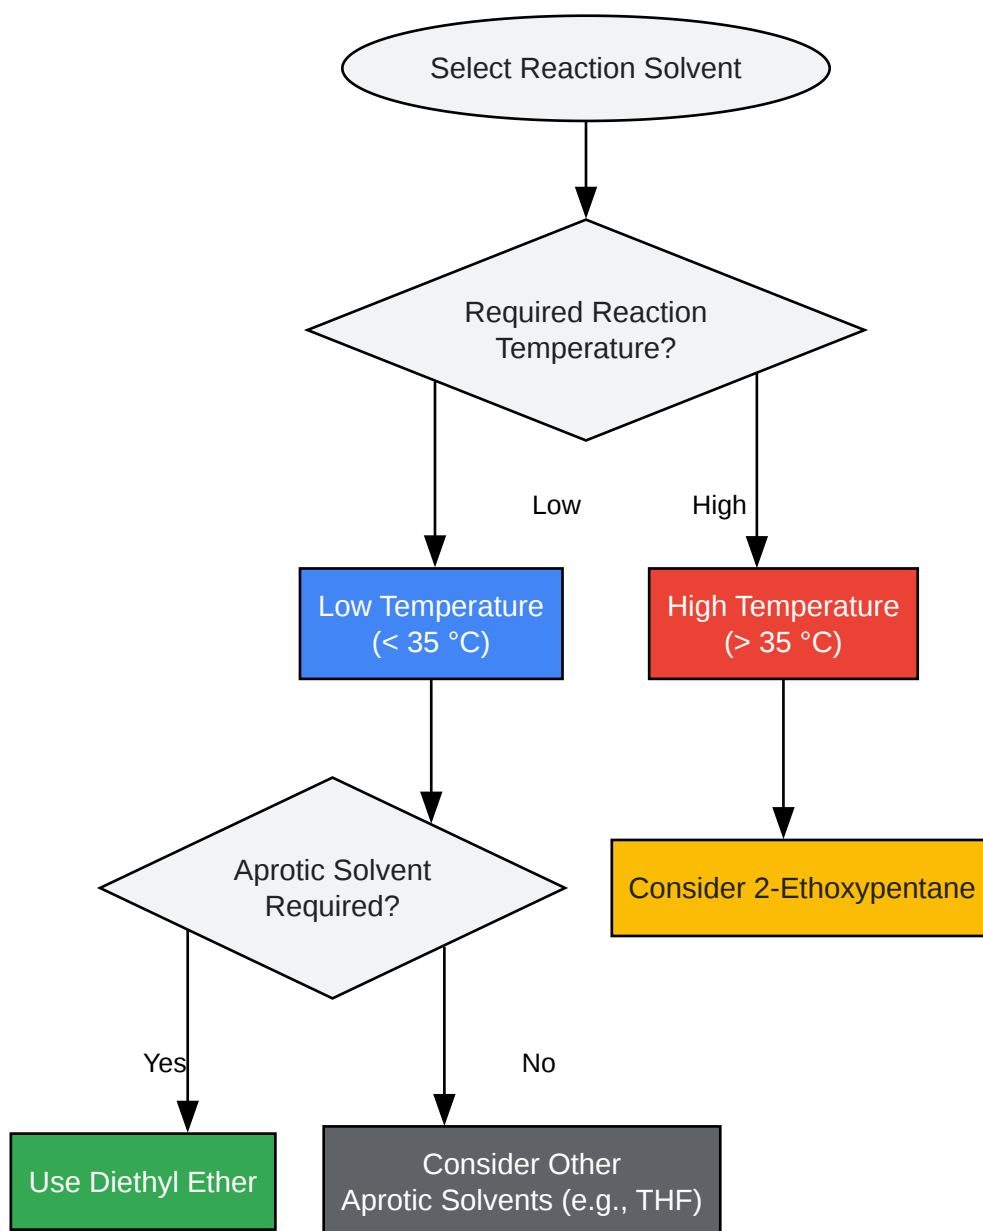 Select Reaction Solvent
Required Reaction
Temperature?
Low
High
Low Temperature
(< 35 °C)
High Temperature
(> 35 °C)
Aprotic Solvent
Required?
Consider 2-Ethoxypentane
Yes
No
Use Diethyl Ether
Consider Other
Aprotic Solvents (e.g., THF)